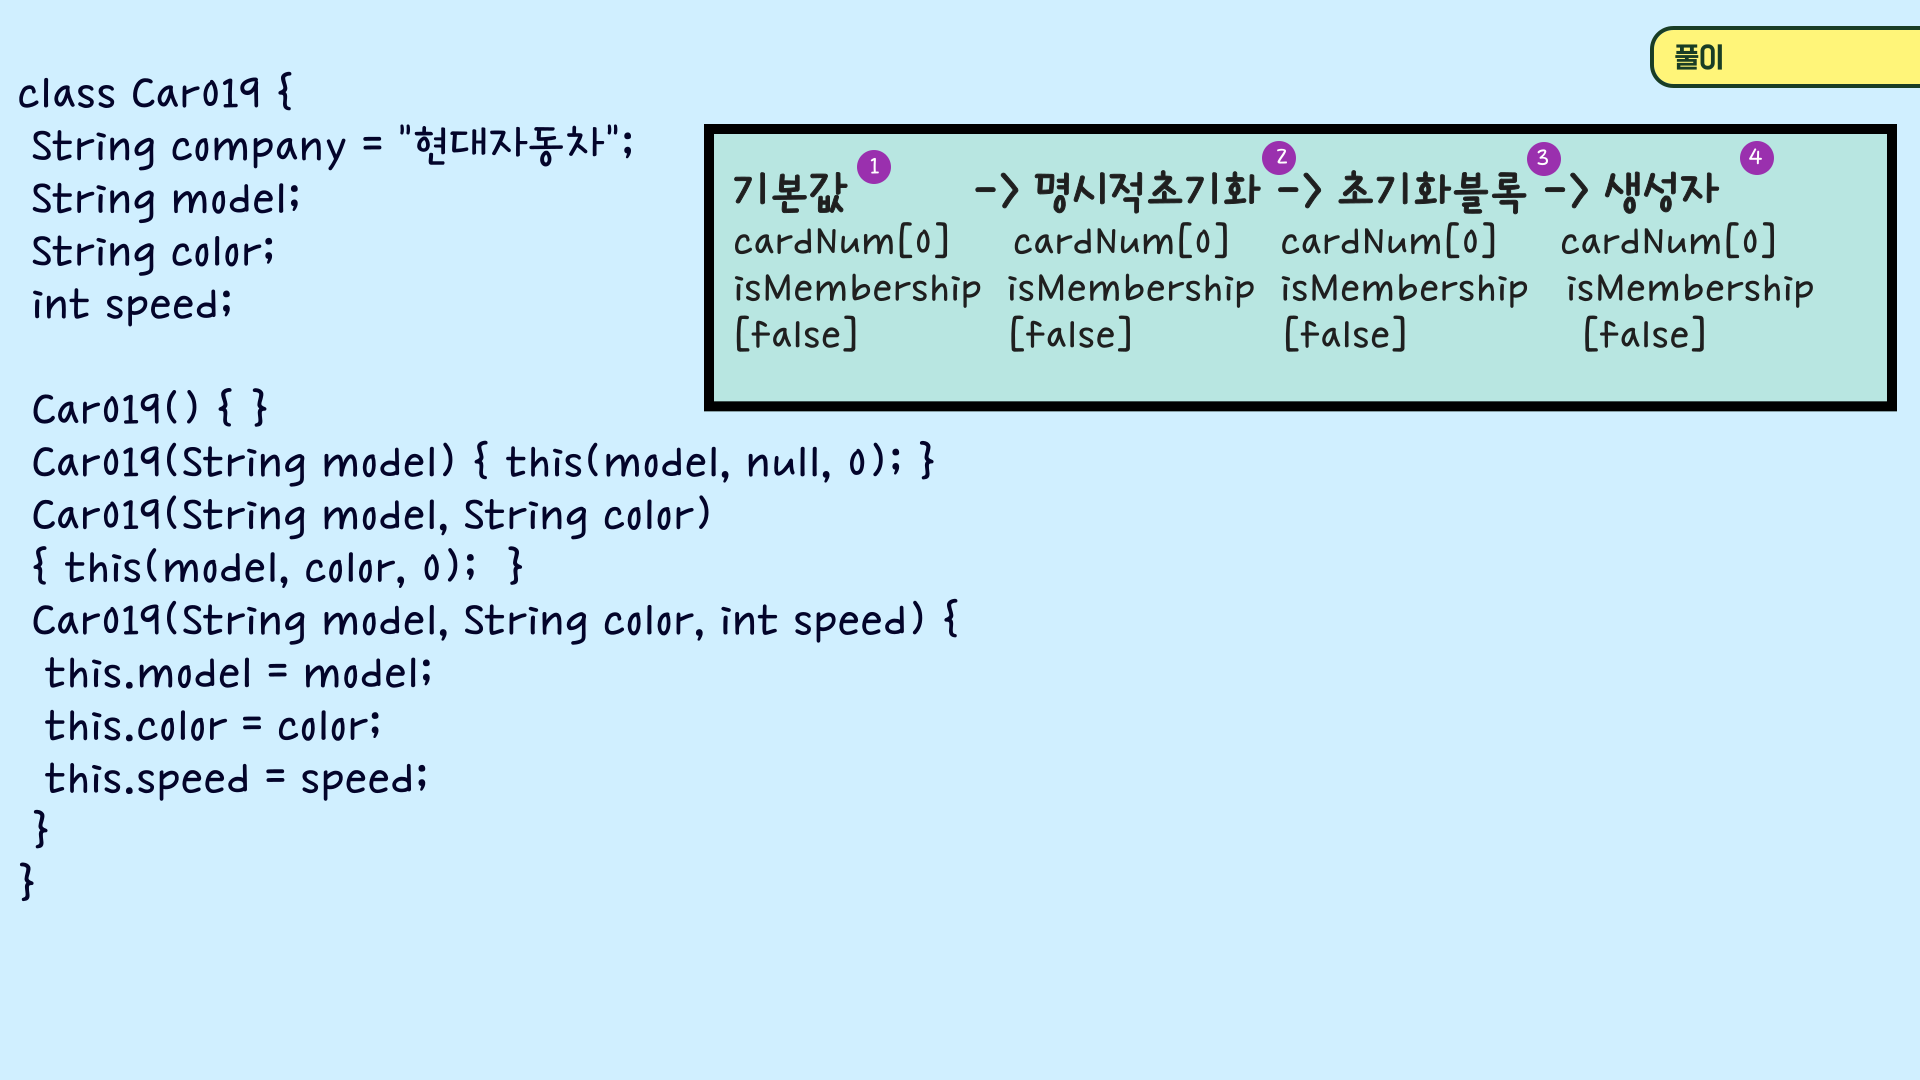 풀이
class Car019 {
String company = "현대자동차";
String model;
String color;
int speed;
Car019() { }
Car019(String model) { this(model, null, 0); }
Car019(String model, String color)
{ this(model, color, 0); }
Car019(String model, String color, int speed) {
this.model = model;
this.color = color;
this.speed = speed;
}
}
1 2 3 4
기본값 -> 명시적초기화 -> 초기화블록 -> 생성자
cardNum[0] cardNum[0] cardNum[0] cardNum[0]
isMembership isMembership isMembership isMembership
[false] [false] [false] [false]